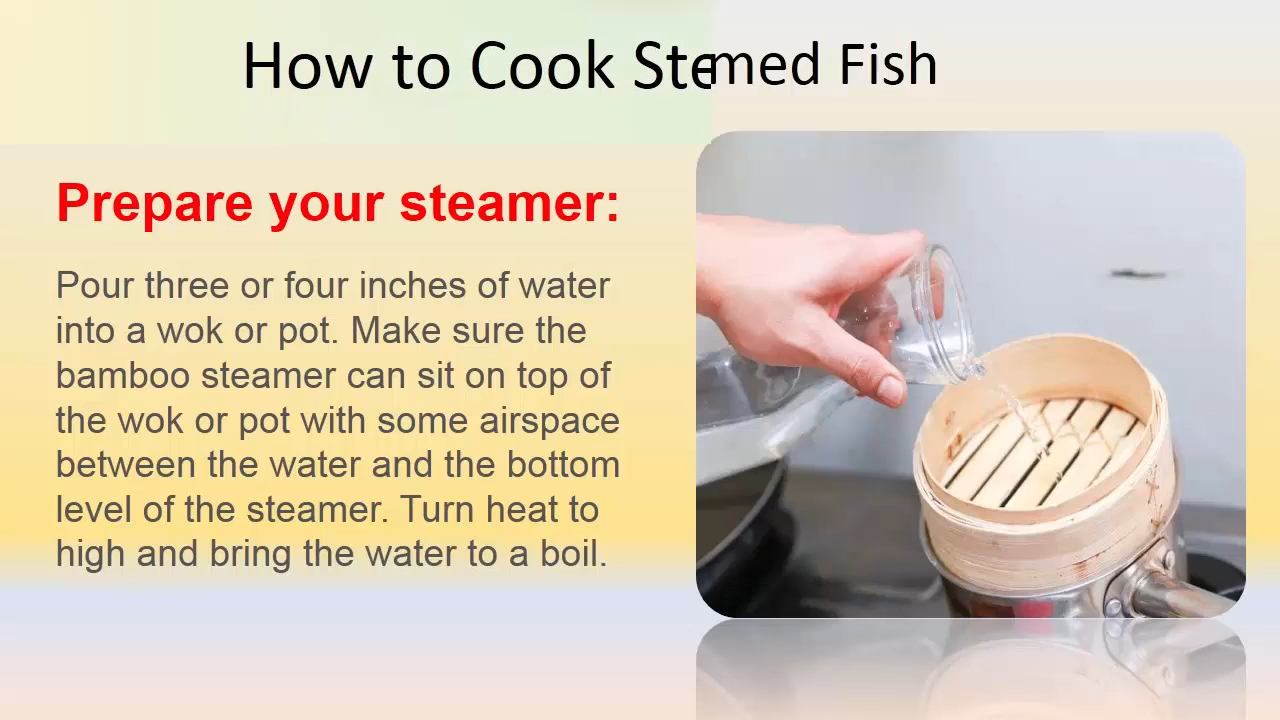 How to Cook Stemed Fish
Prepare your steamer:
Pour three or four inches of water
into a wok or pot. Make sure the
bamboo steamer can sit on top of
the wok or pot with some airspace
between the water and the bottom
level of the steamer. Turn heat to
high and bring the water to a boil.